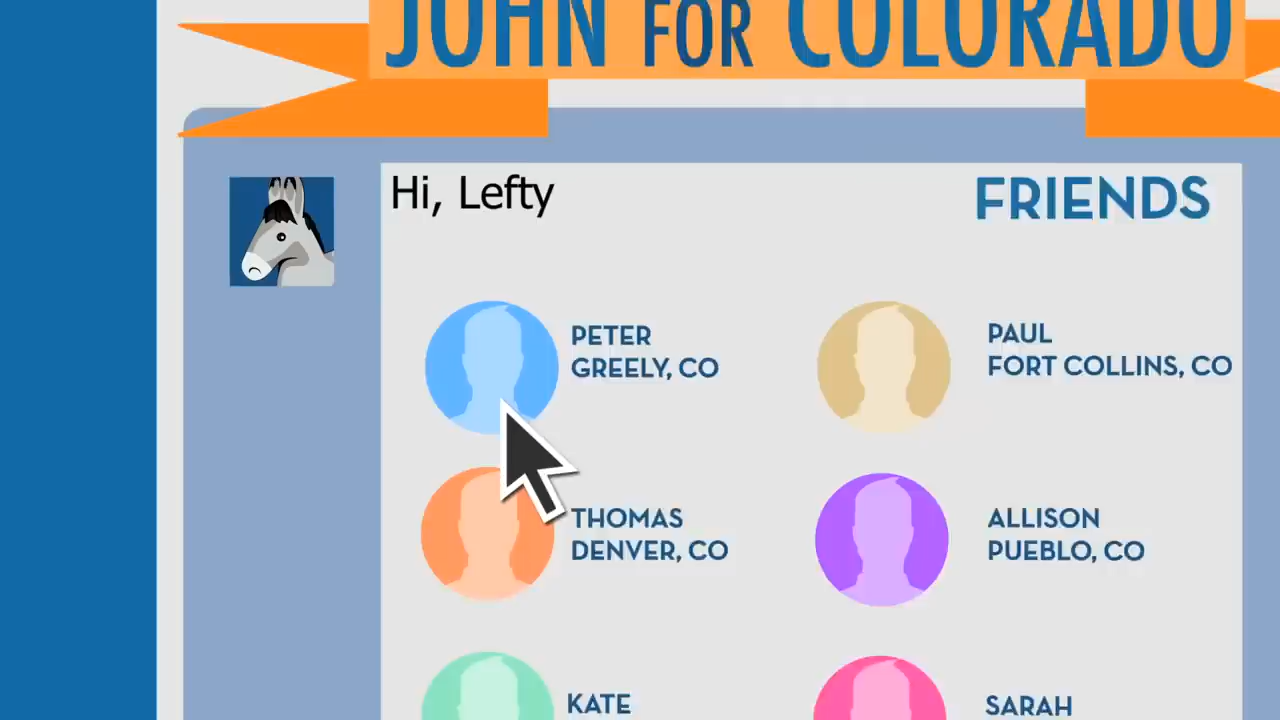 JOHN FOR COLORADO
Hi, Lefty
FRIENDS
PETER
GREELY, CO
PAUL
FORT COLLINS, CO
THOMAS
DENVER, CO
ALLISON
PUEBLO, CO
KATE
SARAH